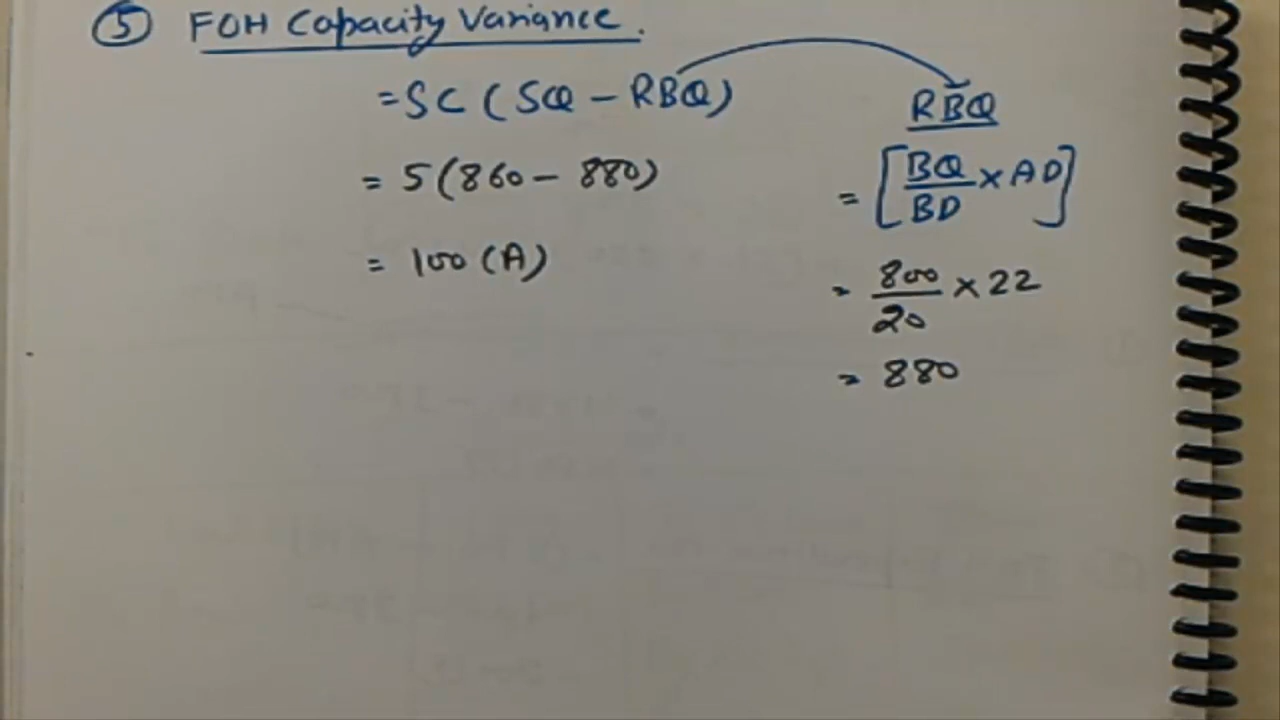 ⑤ FOH Capacity Variance.
= SC ( SQ - RBQ)
= 5(860 - 880)
= 100 (A)
RBQ
= [BQ/BD × AD]
= 800/20 × 22
= 880